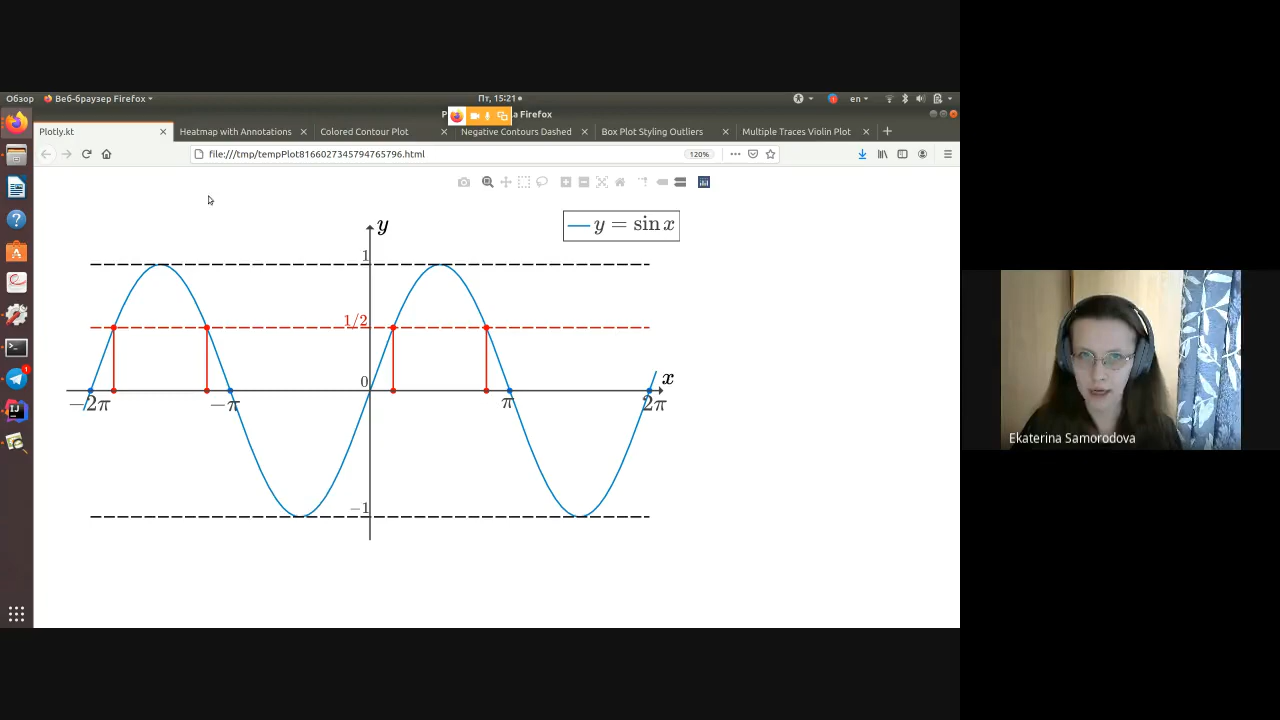 Обзор Веб-браузер Firefox Пт, 15:21 en
a Firefox
Plotly.kt Heatmap with Annotations Colored Contour Plot Negative Contours Dashed Box Plot Styling Outliers Multiple Traces Violin Plot
file:///tmp/tempPlot8166027345794765796.html 120%
y
y = sin x
1
1/2
0
x
−2π −π π 2π
−1
Ekaterina Samorodova